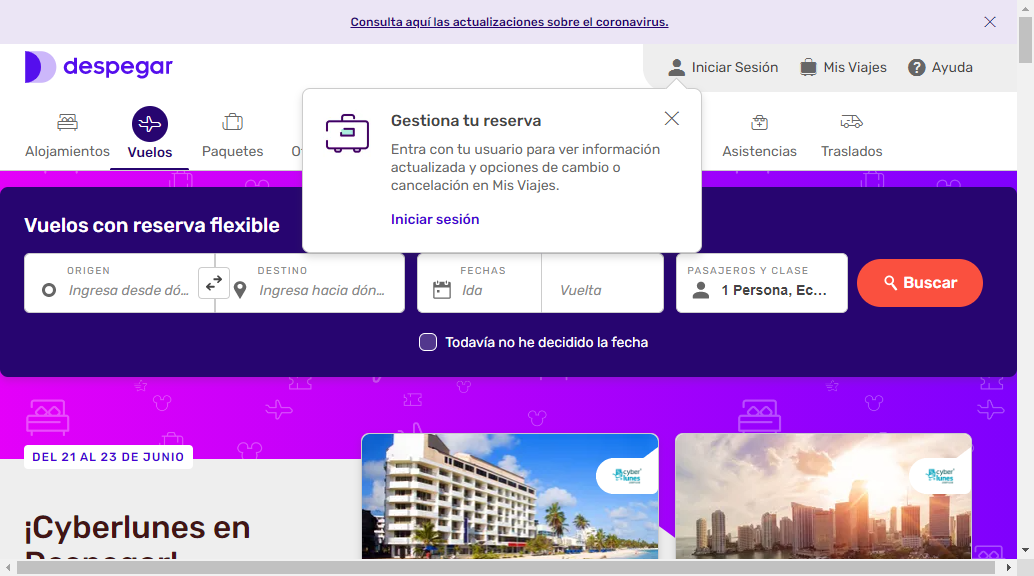 Consulta aquí las actualizaciones sobre el coronavirus.
despegar
Iniciar Sesión
Mis Viajes
Ayuda
Alojamientos
Vuelos
Paquetes
Asistencias
Traslados
Gestiona tu reserva
Entra con tu usuario para ver información
actualizada y opciones de cambio o
cancelación en Mis Viajes.
Iniciar sesión
Vuelos con reserva flexible
ORIGEN
Ingresa desde dó...
DESTINO
Ingresa hacia dón...
FECHAS
Ida
Vuelta
PASAJEROS Y CLASE
1 Persona, Ec...
Buscar
Todavía no he decidido la fecha
DEL 21 AL 23 DE JUNIO
cyber
lunes
cyber
lunes
¡Cyberlunes en
Despegar!